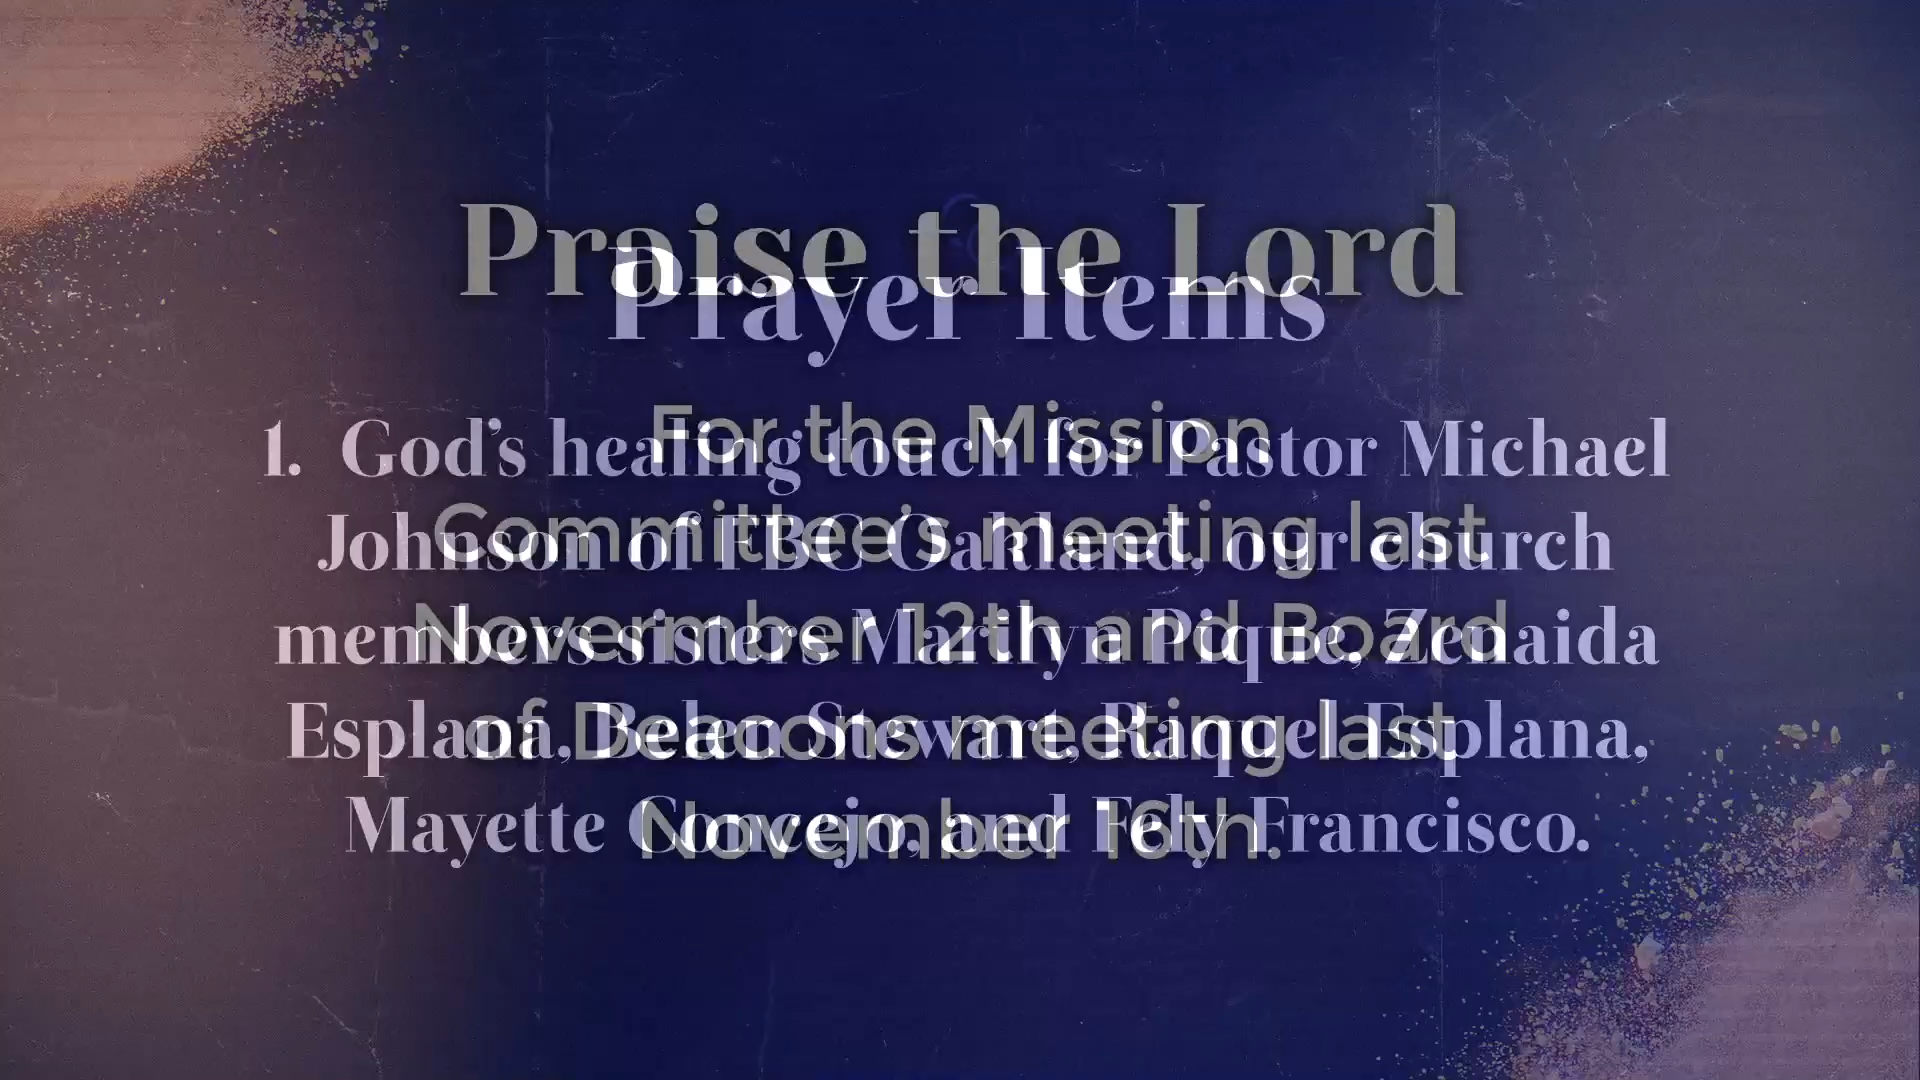 Praise the Lord
For the Mission
Committee's meeting last
November 12th and Board
of Deacons meeting last
November 16th.
Prayer Items
1. God's healing touch for Pastor Michael
Johnson of FBC Oakland, our church
members sisters Marilyn Pique, Zenaida
Esplana, Belen Stewart, Raquel Esplana,
Mayette Concejo, and Fely Francisco.